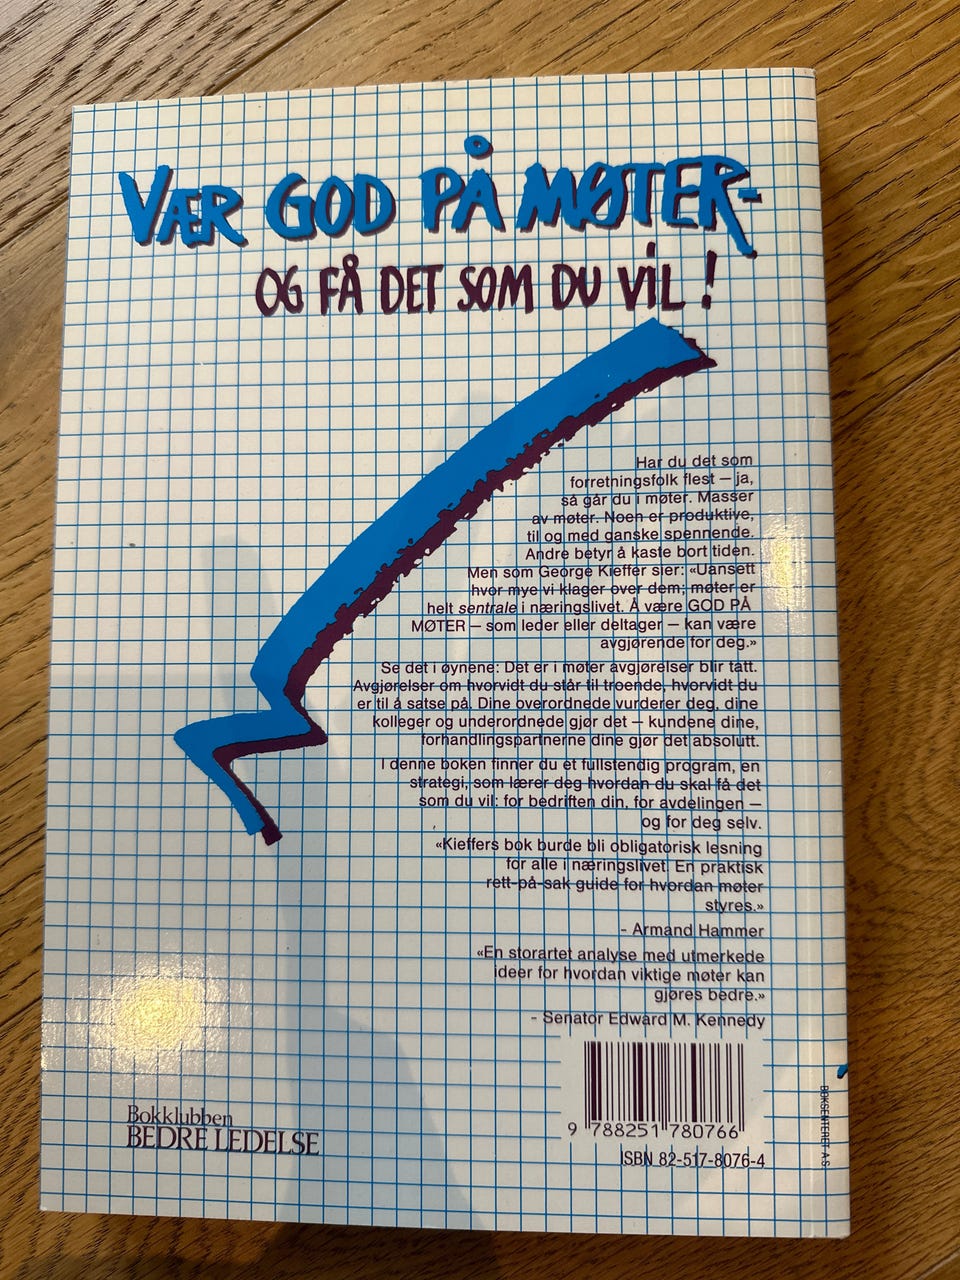 VÆR GOD PÅ MØTER-
OG FÅ DET SOM DU VIL!
Har du det som
forretningsfolk flest – ja,
så går du i møter. Masser
av møter. Noen er produktive,
til og med ganske spennende.
Andre betyr å kaste bort tiden.
Men som George Kieffer sier: «Uansett
hvor mye vi klager over dem; møter er
helt sentrale i næringslivet. Å være GOD PÅ
MØTER – som leder eller deltager – kan være
avgjørende for deg.»
Se det i øynene: Det er i møter avgjørelser blir tatt.
Avgjørelser om hvorvidt du står til troende, hvorvidt du
er til å satse på. Dine overordnede vurderer deg, dine
kolleger og underordnede gjør det – kundene dine,
forhandlingspartnerne dine gjør det absolutt.
I denne boken finner du et fullstendig program, en
strategi, som lærer deg hvordan du skal få det
som du vil: for bedriften din, for avdelingen –
og for deg selv.
«Kieffers bok burde bli obligatorisk lesning
for alle i næringslivet. En praktisk
rett-på-sak guide for hvordan møter
styres.»
- Armand Hammer
«En storartet analyse med utmerkede
ideer for hvordan viktige møter kan
gjøres bedre.»
- Senator Edward M. Kennedy
9 788251 780766
ISBN 82-517-8076-4
Bokklubben
BEDRE LEDELSE
BOKSENTERET A.S